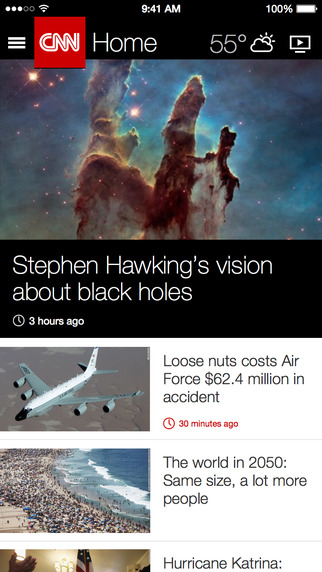 9:41 AM
100%
CNN
Home
55°
Stephen Hawking's vision
about black holes
3 hours ago
Loose nuts costs Air
Force $62.4 million in
accident
30 minutes ago
The world in 2050:
Same size, a lot more
people
Hurricane Katrina: